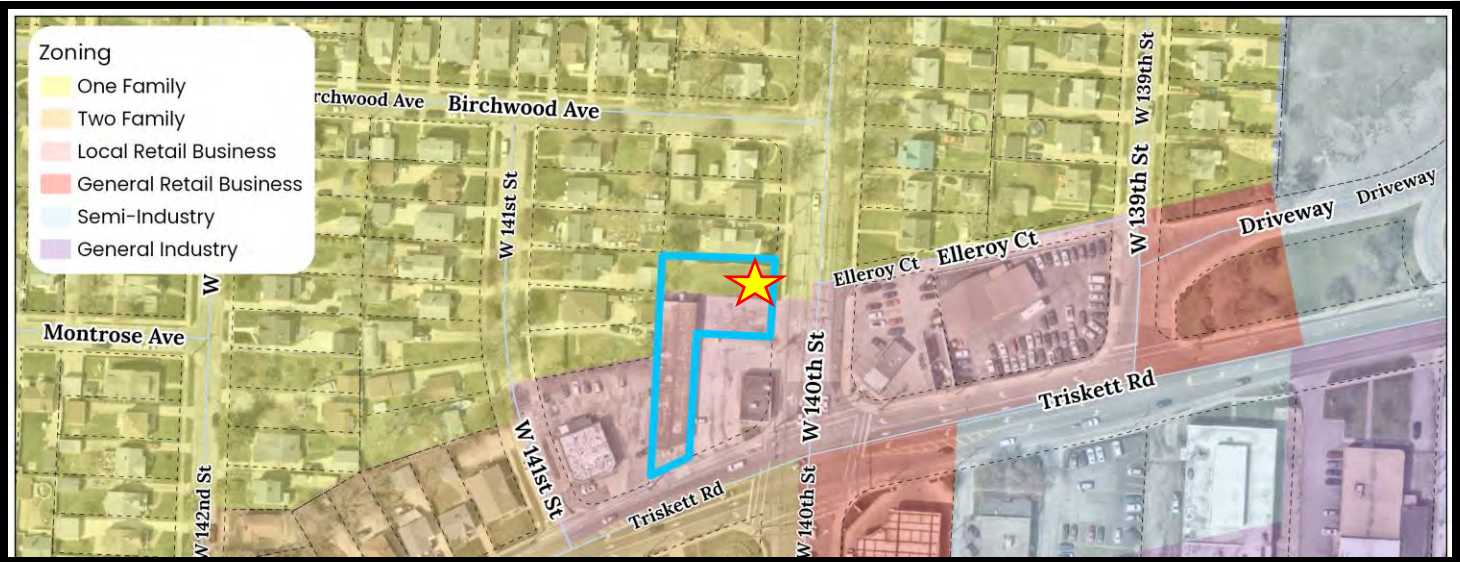 Zoning
One Family
Two Family
Local Retail Business
General Retail Business
Semi-Industry
General Industry
rchwood Ave
Birchwood Ave
W 139th St
W 139th St
W 141st St
Driveway
Driveway
Elleroy Ct
Elleroy Ct
W
Montrose Ave
W 140th St
Triskett Rd
W 141st St
Triskett Rd
W 142nd St
W 140th St